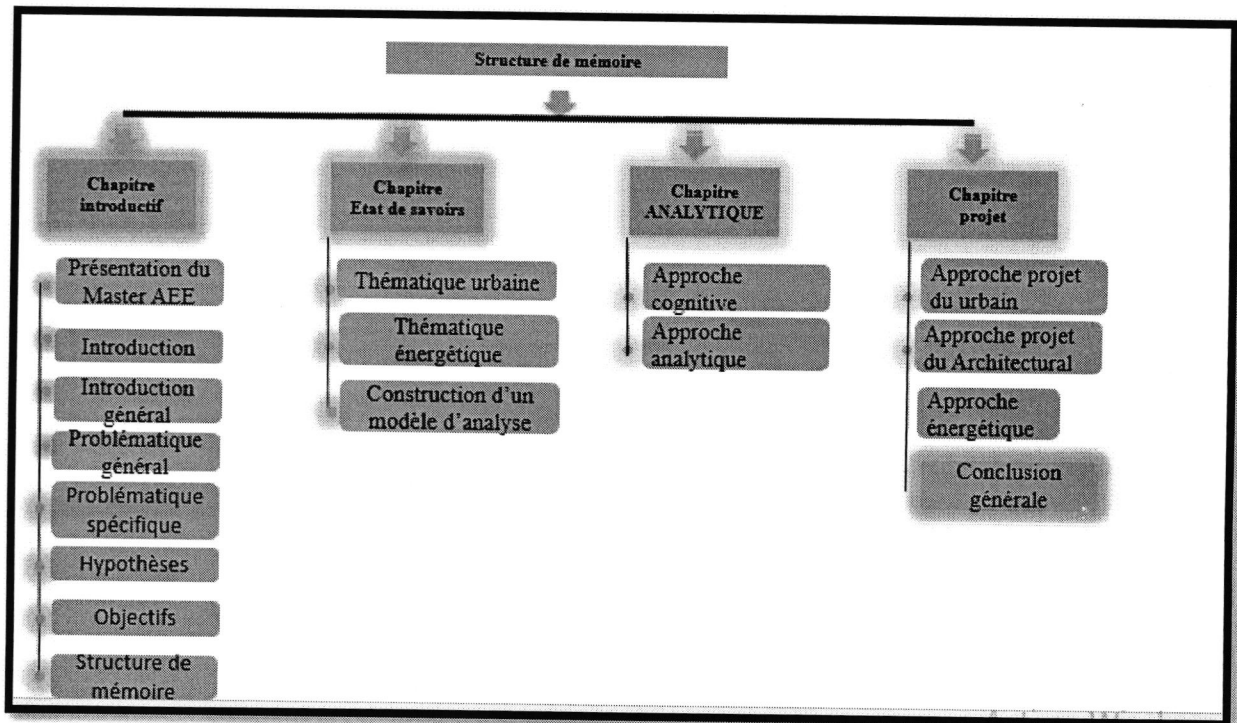 Structure de mémoire
Chapitre
introductif
Présentation du
Master AEE
Introduction
Introduction
général
Problématique
général
Problématique
spécifique
Hypothèses
Objectifs
Structure de
mémoire
Chapitre
Etat de savoirs
Thématique urbaine
Thématique
énergétique
Construction d'un
modèle d'analyse
Chapitre
ANALYTIQUE
Approche
cognitive
Approche
analytique
Chapitre
projet
Approche projet
du urbain
Approche projet
du Architectural
Approche
énergétique
Conclusion
générale